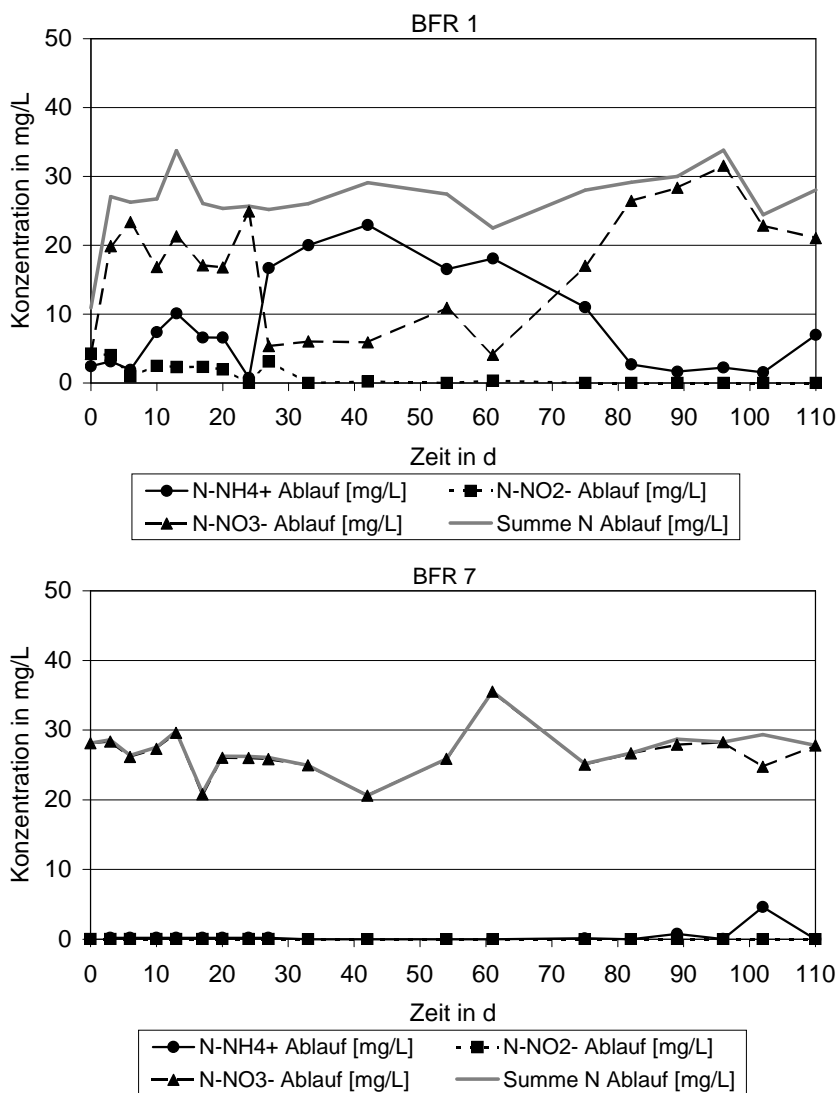 BFR 1
Konzentration in mg/L
50
40
30
20
10
0
0 10 20 30 40 50 60 70 80 90 100 110
Zeit in d
N-NH4+ Ablauf [mg/L] N-NO2- Ablauf [mg/L]
N-NO3- Ablauf [mg/L] Summe N Ablauf [mg/L]
BFR 7
Konzentration in mg/L
50
40
30
20
10
0
0 10 20 30 40 50 60 70 80 90 100 110
Zeit in d
N-NH4+ Ablauf [mg/L] N-NO2- Ablauf [mg/L]
N-NO3- Ablauf [mg/L] Summe N Ablauf [mg/L]